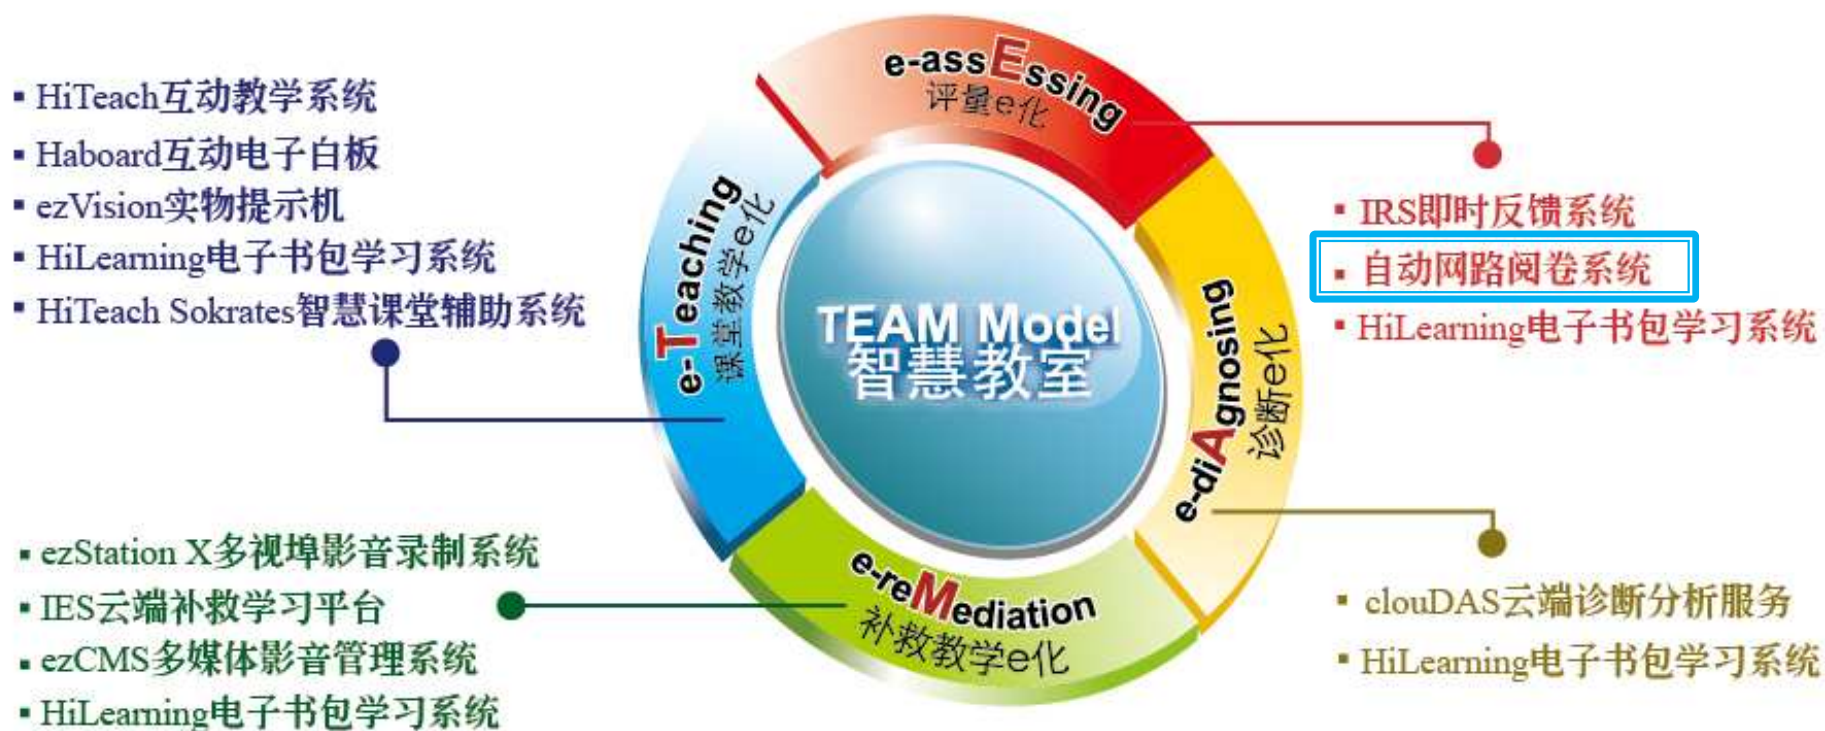 ▪ HiTeach互动教学系统
▪ Haboard互动电子白板
▪ ezVision实物提示机
▪ HiLearning电子书包学习系统
▪ HiTeach Sokrates智慧课堂辅助系统
e-assEssing
评量e化
▪ IRS即时反馈系统
▪ 自动网路阅卷系统
▪ HiLearning电子书包学习系统
e-Teaching
课堂教学e化
TEAM Model
智慧教室
e-diAgnosing
诊断e化
▪ ezStation X多视埠影音录制系统
▪ IES云端补救学习平台
▪ ezCMS多媒体影音管理系统
▪ HiLearning电子书包学习系统
e-reMediation
补救教学e化
▪ clouDAS云端诊断分析服务
▪ HiLearning电子书包学习系统